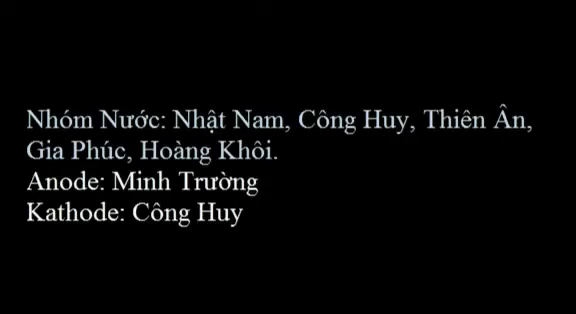 Nhóm Nước: Nhật Nam, Công Huy, Thiên Ân,
Gia Phúc, Hoàng Khôi.
Anode: Minh Trường
Kathode: Công Huy